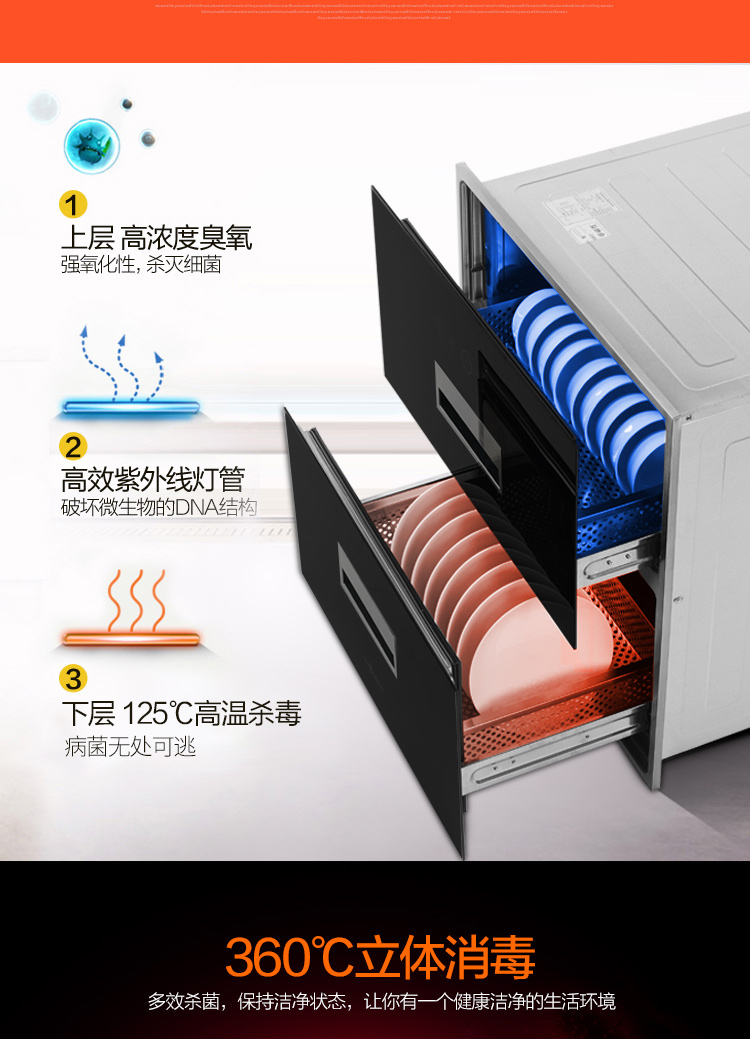 1
上层 高浓度臭氧
强氧化性, 杀灭细菌
2
高效紫外线灯管
破坏微生物的DNA结构
3
下层 125℃高温杀毒
病菌无处可逃
360℃立体消毒
多效杀菌，保持洁净状态，让你有一个健康洁净的生活环境